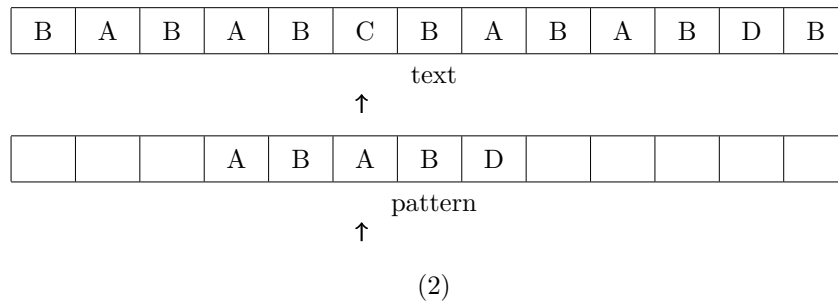 B A B A B C B A B A B D B
text
↑
A B A B D
pattern
↑
(2)